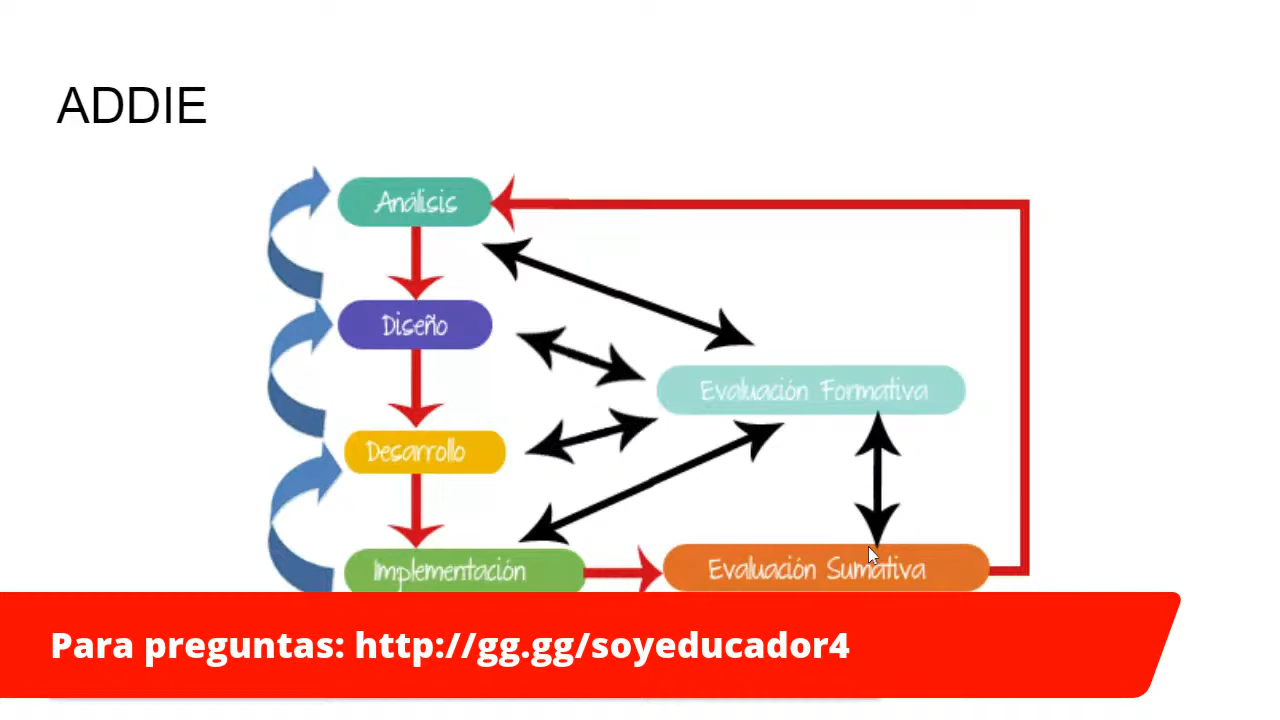 ADDIE
Análisis
Diseño
Evaluación Formativa
Desarrollo
Implementación
Evaluación Sumativa
Para preguntas: http://gg.gg/soyeducador4